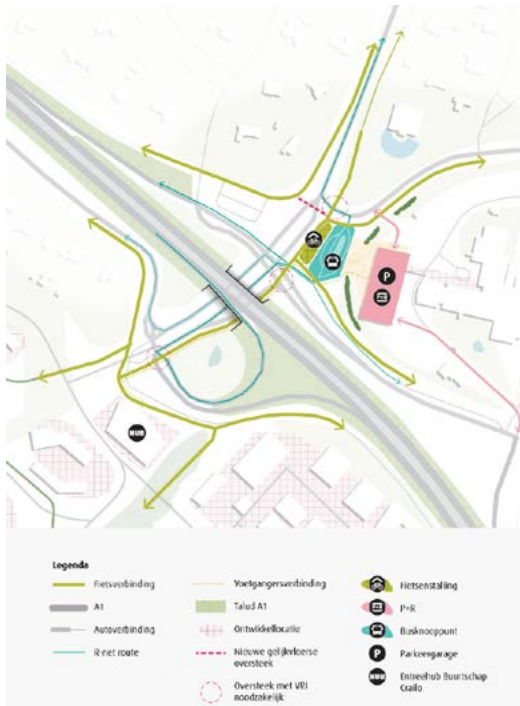 P
P+R
HUB
Legenda
Fietsverbinding
A1
Autoverbinding
R-net route
Voetgangersverbinding
Talud A1
Ontwikkellocatie
Nieuwe gelijkvloerse
oversteek
Oversteek met VRI
noodzakelijk
Fietsenstalling
P+R
Busknooppunt
P
Parkeergarage
HUB
Entreehub Buurtschap
Crailo